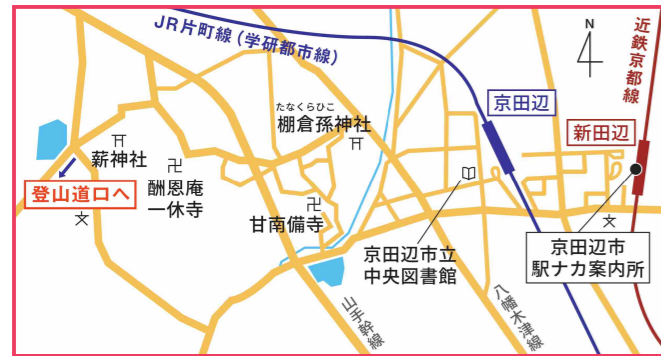 JR片町線（学研都市線）
近鉄京都線
N
京田辺
新田辺
たなくらひこ
棚倉孫神社
薪神社
酬恩庵
一休寺
登山道口へ
甘南備寺
京田辺市立
中央図書館
京田辺市
駅ナカ案内所
山手幹線
八幡木津線
文
文